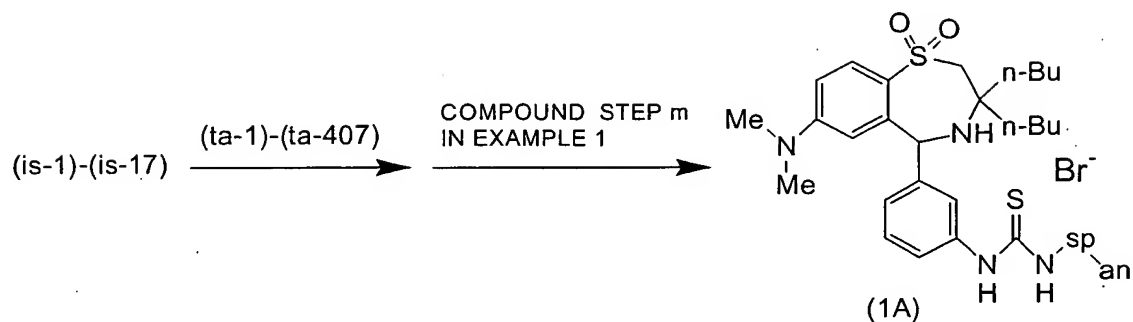 (is-1)-(is-17)
(ta-1)-(ta-407)
COMPOUND STEP m
IN EXAMPLE 1
O O
S
n-Bu
n-Bu
NH
Me
N
Me
Br⁻
S
N
H
N
H
sp
an
(1A)